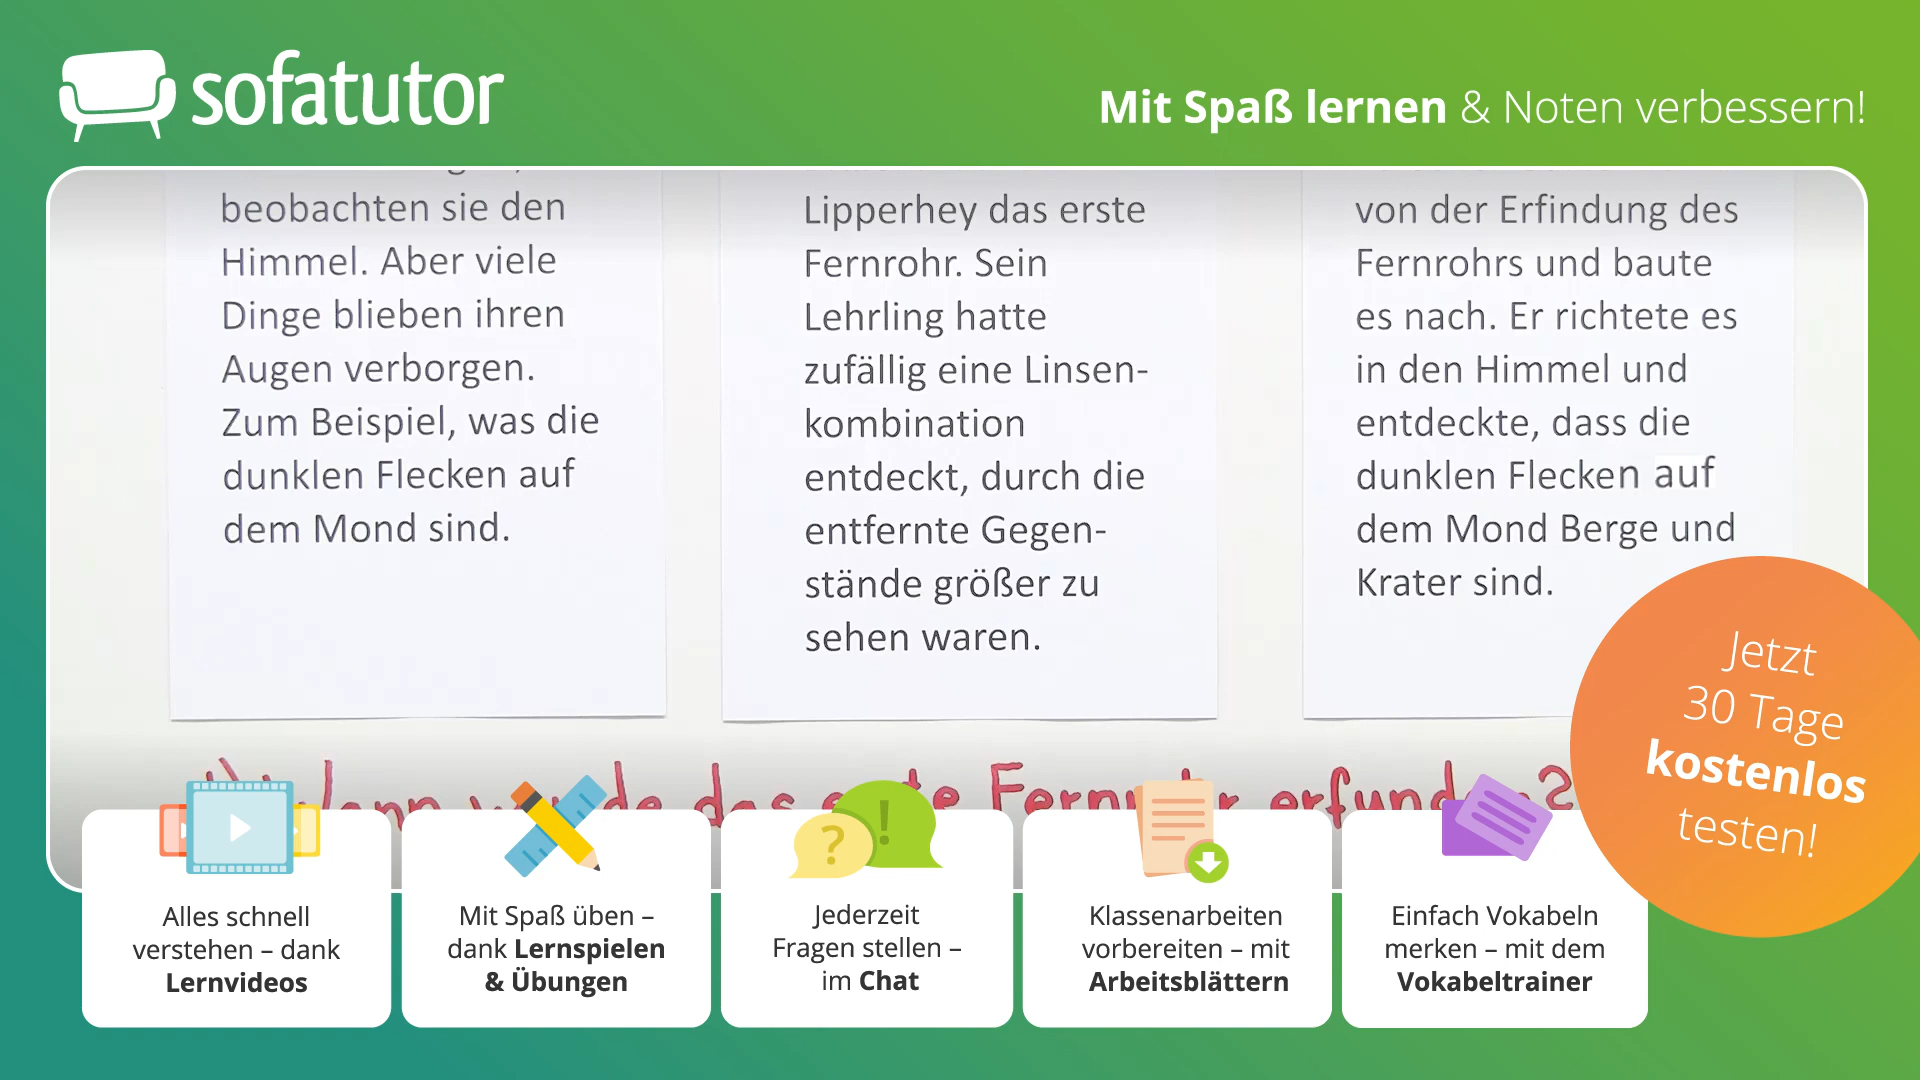 sofatutor
Mit Spaß lernen & Noten verbessern!
beobachten sie den
Himmel. Aber viele
Dinge blieben ihren
Augen verborgen.
Zum Beispiel, was die
dunklen Flecken auf
dem Mond sind.
Lipperhey das erste
Fernrohr. Sein
Lehrling hatte
zufällig eine Linsen-
kombination
entdeckt, durch die
entfernte Gegen-
stände größer zu
sehen waren.
von der Erfindung des
Fernrohrs und baute
es nach. Er richtete es
in den Himmel und
entdeckte, dass die
dunklen Flecken auf
dem Mond Berge und
Krater sind.
das erste Fernrohr erfunden?
Jetzt
30 Tage
kostenlos
testen!
Alles schnell
verstehen – dank
Lernvideos
Mit Spaß üben –
dank Lernspielen
& Übungen
?
!
Jederzeit
Fragen stellen –
im Chat
Klassenarbeiten
vorbereiten – mit
Arbeitsblättern
Einfach Vokabeln
merken – mit dem
Vokabeltrainer